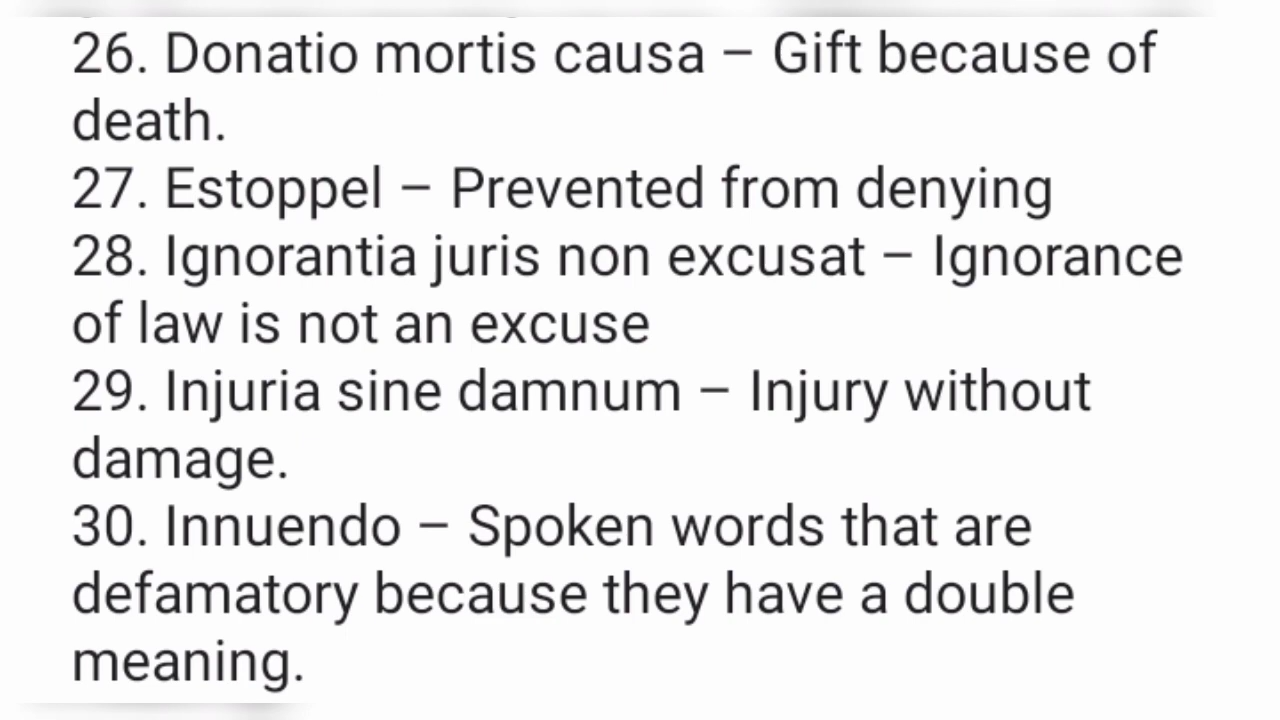 26. Donatio mortis causa – Gift because of
death.
27. Estoppel – Prevented from denying
28. Ignorantia juris non excusat – Ignorance
of law is not an excuse
29. Injuria sine damnum – Injury without
damage.
30. Innuendo – Spoken words that are
defamatory because they have a double
meaning.